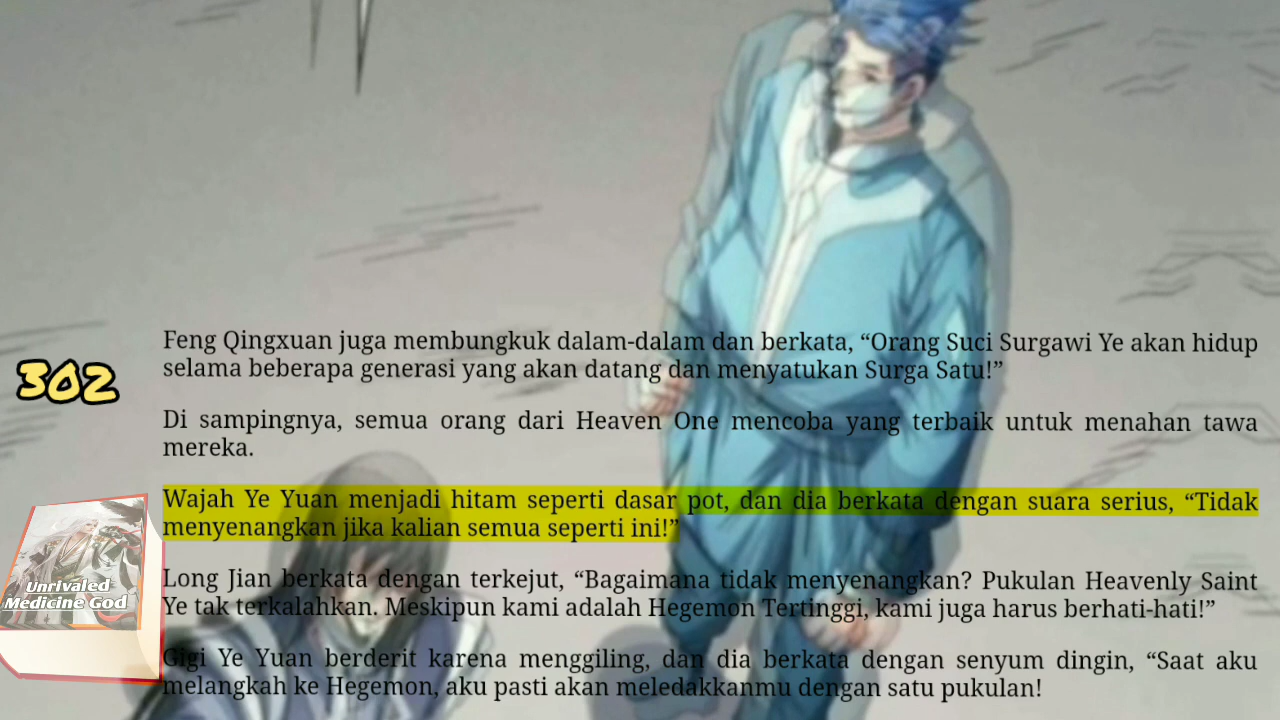 Feng Qingxuan juga membungkuk dalam-dalam dan berkata, “Orang Suci Surgawi Ye akan hidup
selama beberapa generasi yang akan datang dan menyatukan Surga Satu!”
Di sampingnya, semua orang dari Heaven One mencoba yang terbaik untuk menahan tawa
mereka.
302
Wajah Ye Yuan menjadi hitam seperti dasar pot, dan dia berkata dengan suara serius, “Tidak
menyenangkan jika kalian semua seperti ini!”
Long Jian berkata dengan terkejut, “Bagaimana tidak menyenangkan? Pukulan Heavenly Saint
Ye tak terkalahkan. Meskipun kami adalah Hegemon Tertinggi, kami juga harus berhati-hati!”
Unrivaled
Medicine God
Gigi Ye Yuan berderit karena menggiling, dan dia berkata dengan senyum dingin, “Saat aku
melangkah ke Hegemon, aku pasti akan meledakkanmu dengan satu pukulan!